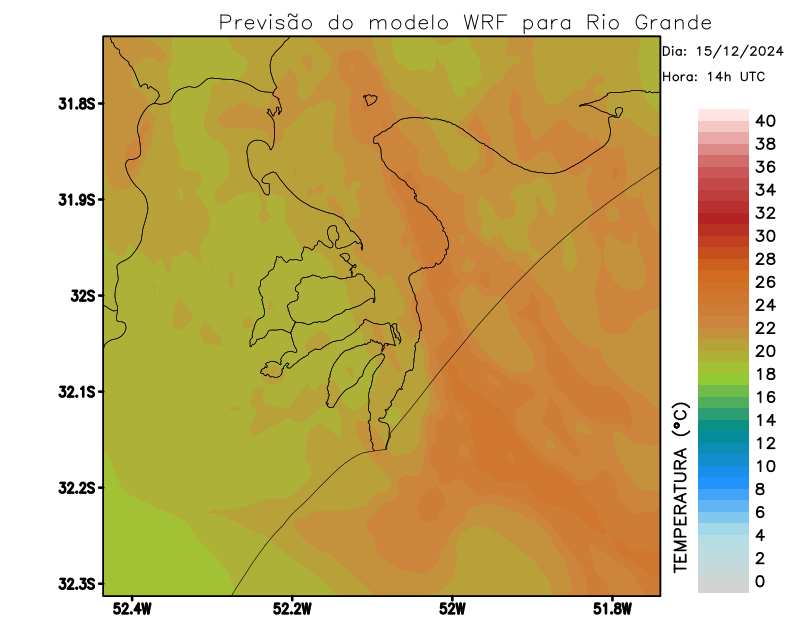 Previsão do modelo WRF para Rio Grande
Dia: 15/12/2024
Hora: 14h UTC
31.8S
31.9S
32S
32.1S
32.2S
32.3S
52.4W
52.2W
52W
51.8W
TEMPERATURA (°C)
40
38
36
34
32
30
28
26
24
22
20
18
16
14
12
10
8
6
4
2
0